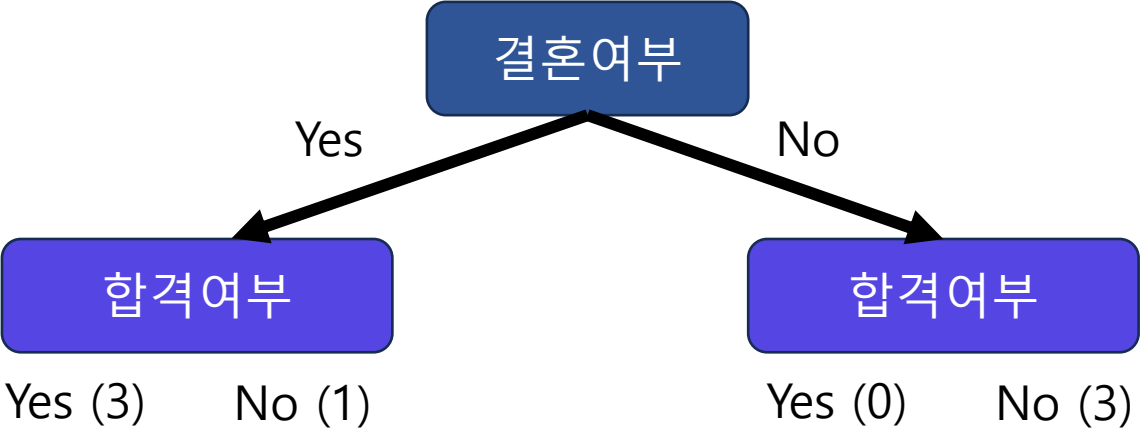 결혼여부
Yes No
합격여부 합격여부
Yes (3) No (1) Yes (0) No (3)